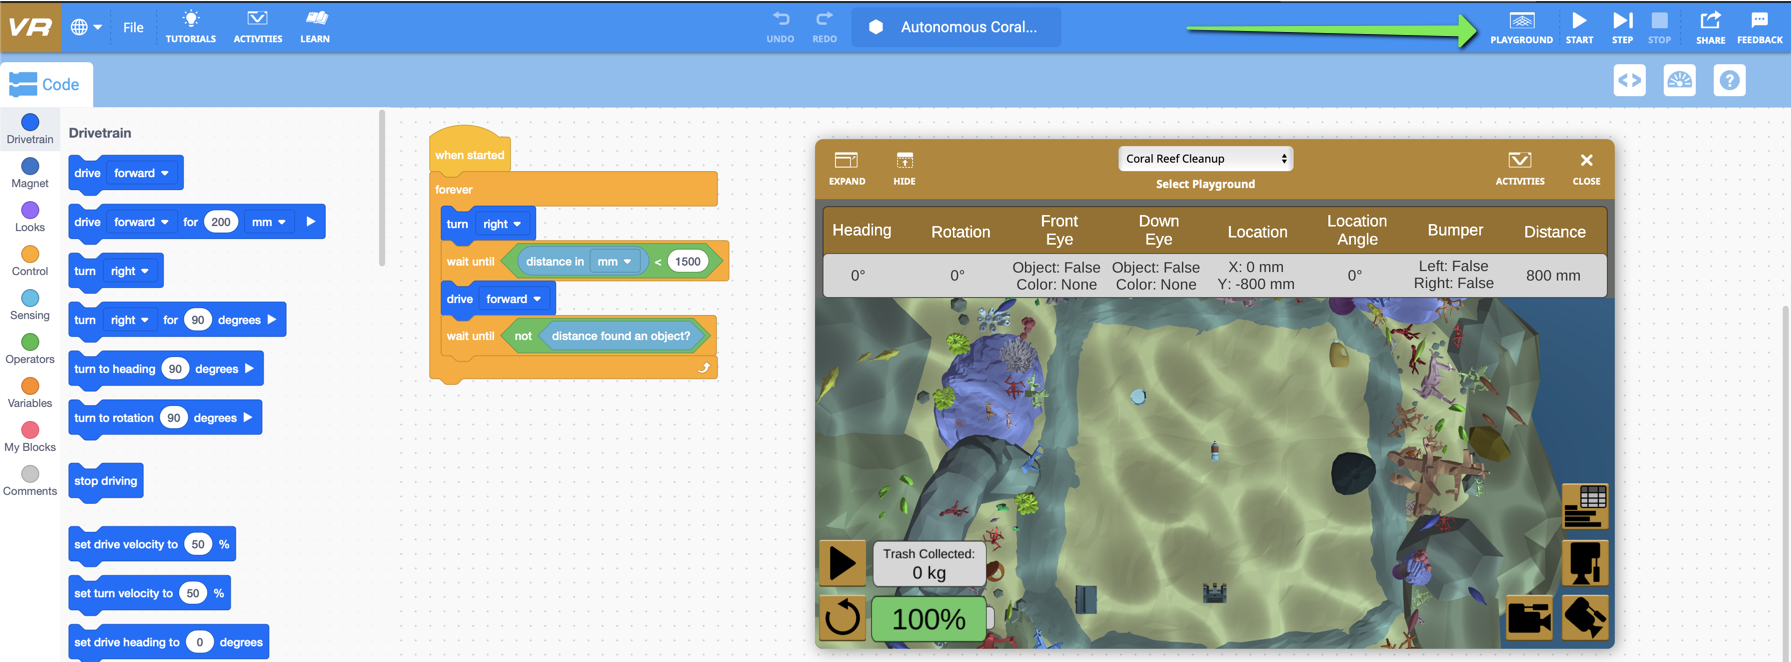 VR
File
TUTORIALS
ACTIVITIES
LEARN
UNDO
REDO
Autonomous Coral...
PLAYGROUND
START
STEP
STOP
SHARE
FEEDBACK
Code
<>
?
Drivetrain
Magnet
Looks
Control
Sensing
Operators
Variables
My Blocks
Comments
Drivetrain
drive forward
drive forward for 200 mm
turn right
turn right for 90 degrees
turn to heading 90 degrees
turn to rotation 90 degrees
stop driving
set drive velocity to 50 %
set turn velocity to 50 %
set drive heading to 0 degrees
when started
forever
turn right
wait until distance in mm < 1500
drive forward
wait until not distance found an object?
EXPAND
HIDE
Coral Reef Cleanup
Select Playground
ACTIVITIES
CLOSE
Heading
Rotation
Front
Eye
Down
Eye
Location
Location
Angle
Bumper
Distance
0°
0°
Object: False
Color: None
Object: False
Color: None
X: 0 mm
Y: -800 mm
0°
Left: False
Right: False
800 mm
Trash Collected:
0 kg
100%